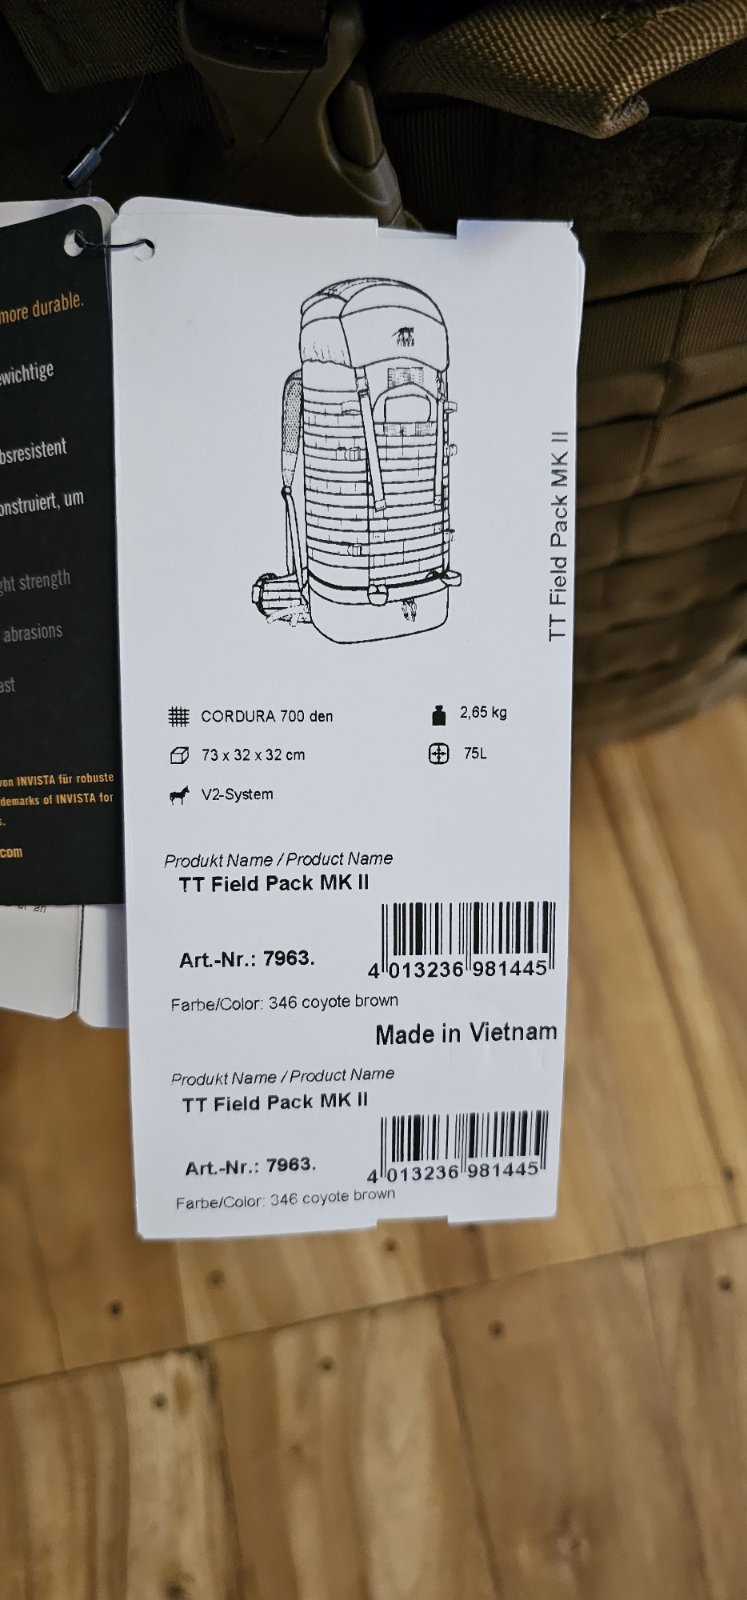 more durable.
wichtige
bsresistent
onstruiert, um
ght strength
abrasions
ast
von INVISTA für robuste
demarks of INVISTA for
s.
com
TT Field Pack MK II
CORDURA 700 den
2,65 kg
73 x 32 x 32 cm
75L
V2-System
Produkt Name / Product Name
TT Field Pack MK II
Art.-Nr.: 7963.
4 013236 981445
Farbe/Color: 346 coyote brown
Made in Vietnam
Produkt Name / Product Name
TT Field Pack MK II
Art.-Nr.: 7963.
4 013236 981445
Farbe/Color: 346 coyote brown